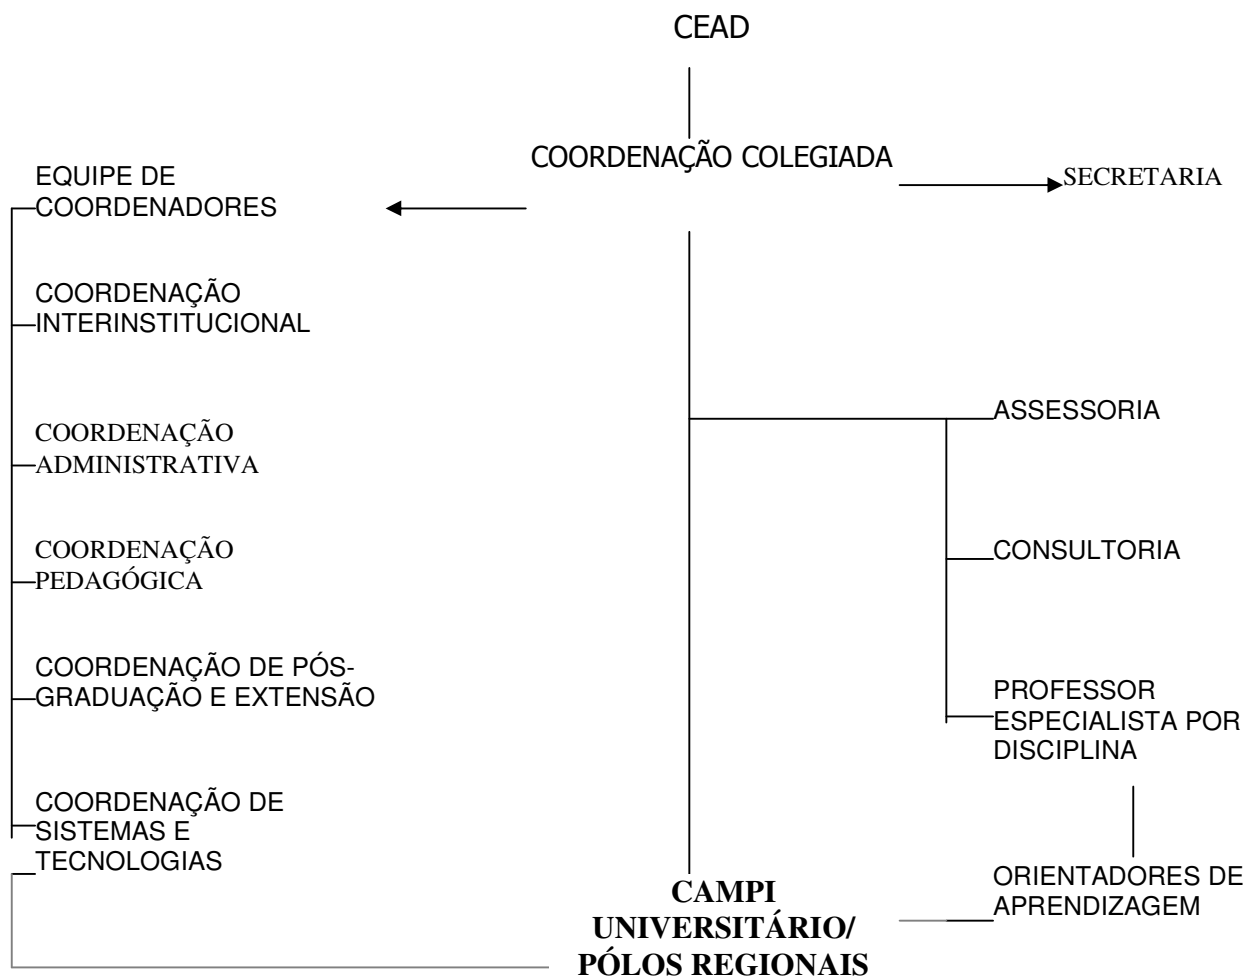 CEAD
COORDENAÇÃO COLEGIADA
SECRETARIA
EQUIPE DE
COORDENADORES
COORDENAÇÃO
INTERINSTITUCIONAL
COORDENAÇÃO
ADMINISTRATIVA
COORDENAÇÃO
PEDAGÓGICA
COORDENAÇÃO DE PÓS-
GRADUAÇÃO E EXTENSÃO
COORDENAÇÃO DE
SISTEMAS E
TECNOLOGIAS
ASSESSORIA
CONSULTORIA
PROFESSOR
ESPECIALISTA POR
DISCIPLINA
ORIENTADORES DE
APRENDIZAGEM
CAMPI
UNIVERSITÁRIO/
PÓLOS REGIONAIS